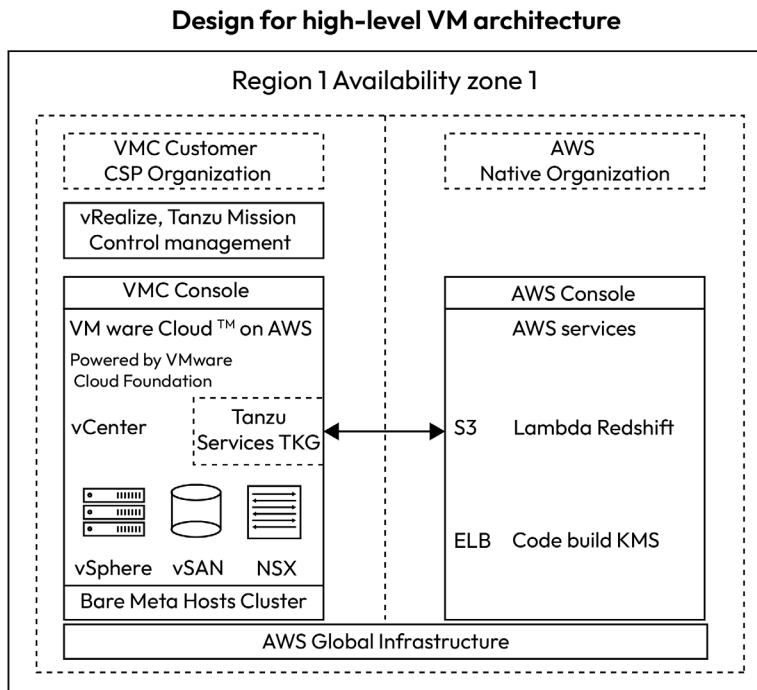 Design for high-level VM architecture
Region 1 Availability zone 1
VMC Customer
CSP Organization
AWS
Native Organization
vRealize, Tanzu Mission
Control management
VMC Console
VM ware Cloud ™ on AWS
Powered by VMware
Cloud Foundation
vCenter
Tanzu
Services TKG
vSphere
vSAN
NSX
Bare Meta Hosts Cluster
AWS Console
AWS services
S3
Lambda Redshift
ELB
Code build KMS
AWS Global Infrastructure